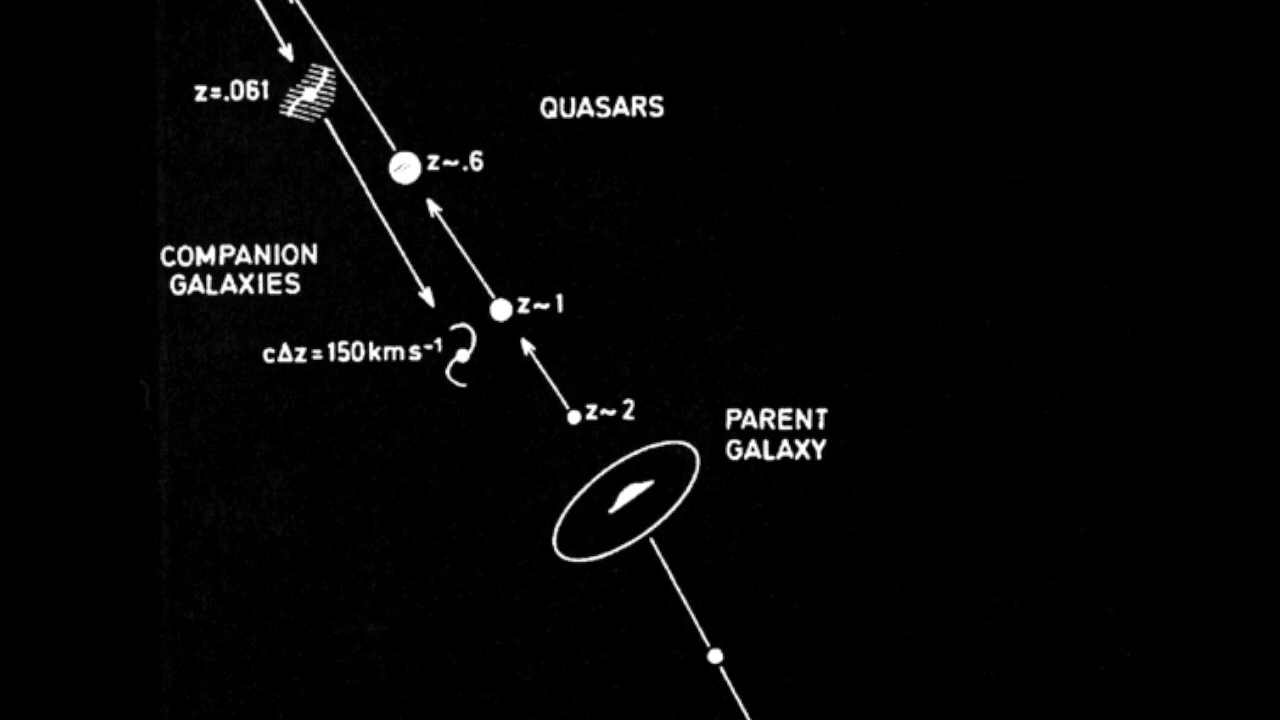 z=.061
QUASARS
z~.6
COMPANION
GALAXIES
z~1
cΔz=150kms⁻¹
z~2
PARENT
GALAXY